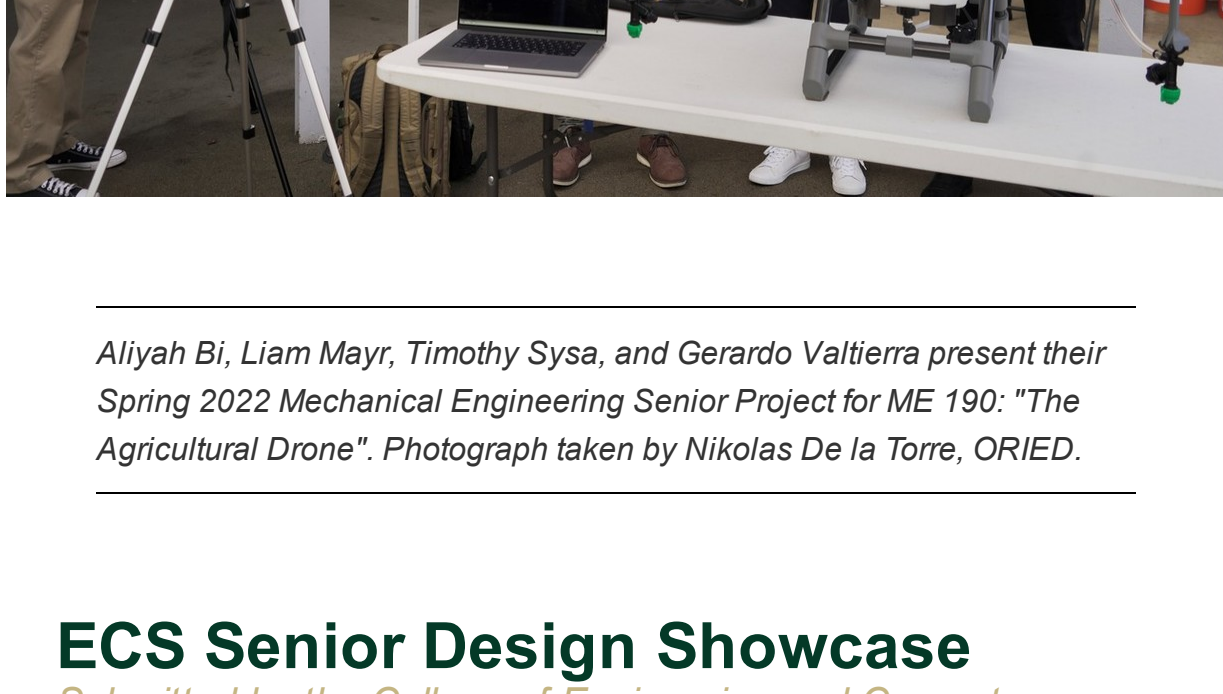 Aliyah Bi, Liam Mayr, Timothy Sysa, and Gerardo Valtierra present their
Spring 2022 Mechanical Engineering Senior Project for ME 190: "The
Agricultural Drone". Photograph taken by Nikolas De la Torre, ORIED.
ECS Senior Design Showcase